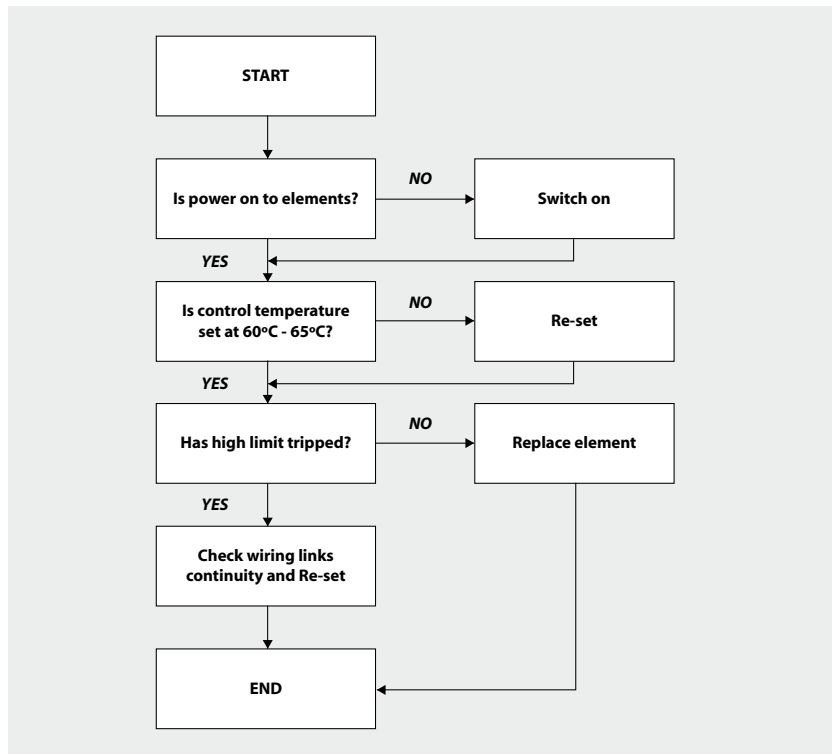 START
Is power on to elements?
NO
Switch on
YES
Is control temperature
set at 60ºC - 65ºC?
NO
Re-set
YES
Has high limit tripped?
NO
Replace element
YES
Check wiring links
continuity and Re-set
END